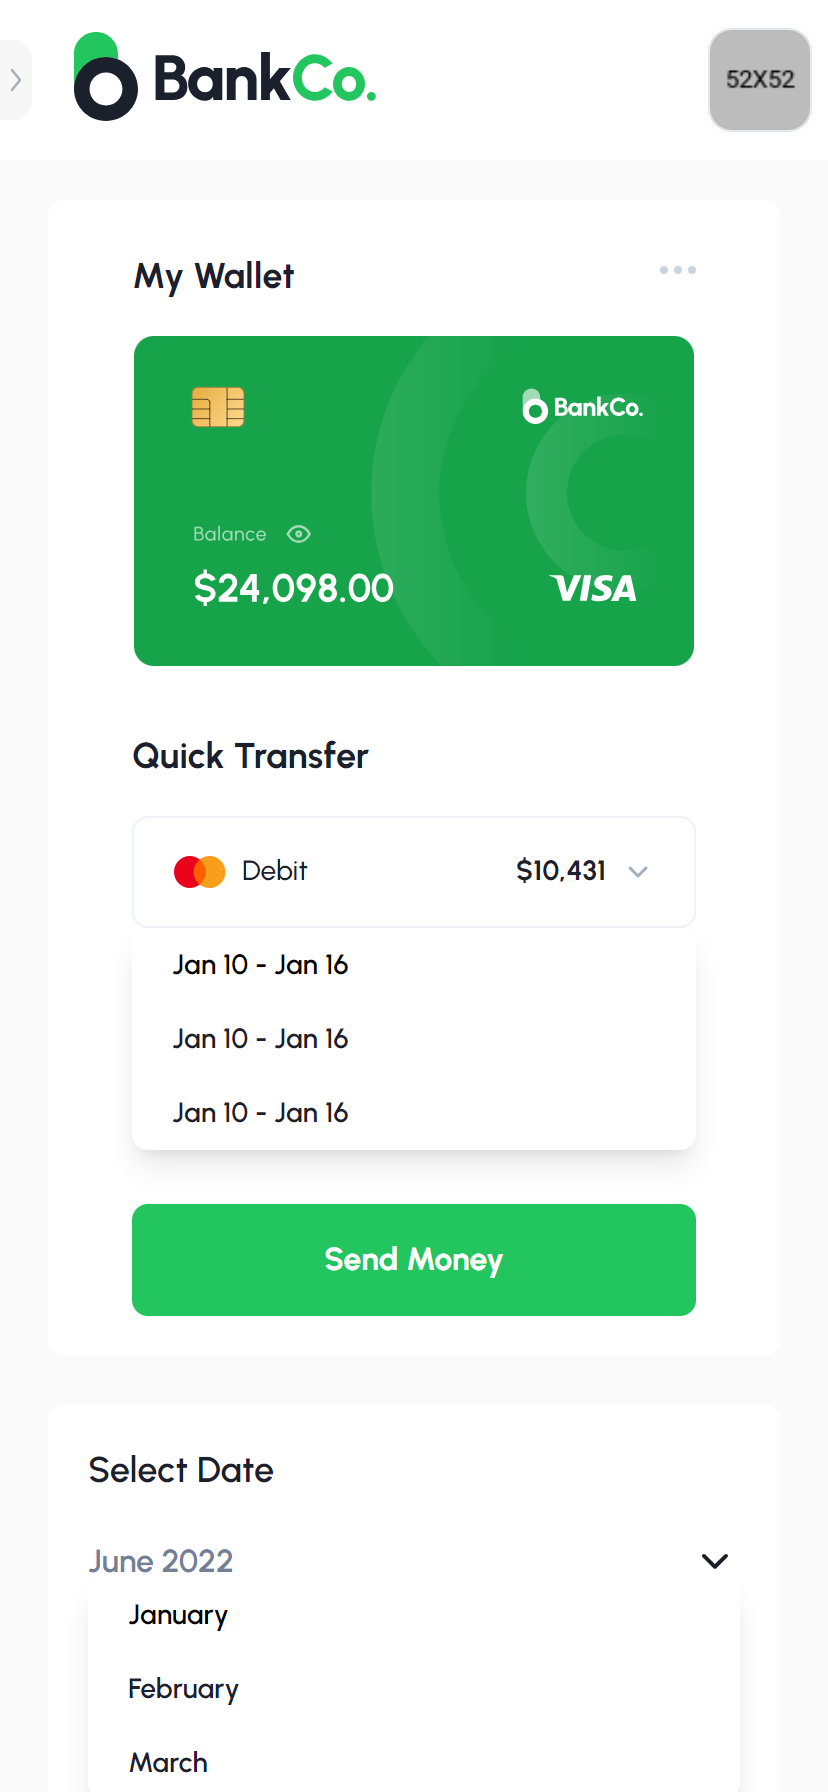 BankCo.
52X52
My Wallet
BankCo.
Balance
$24,098.00
VISA
Quick Transfer
Debit $10,431
Jan 10 - Jan 16
Jan 10 - Jan 16
Jan 10 - Jan 16
Send Money
Select Date
June 2022
January
February
March